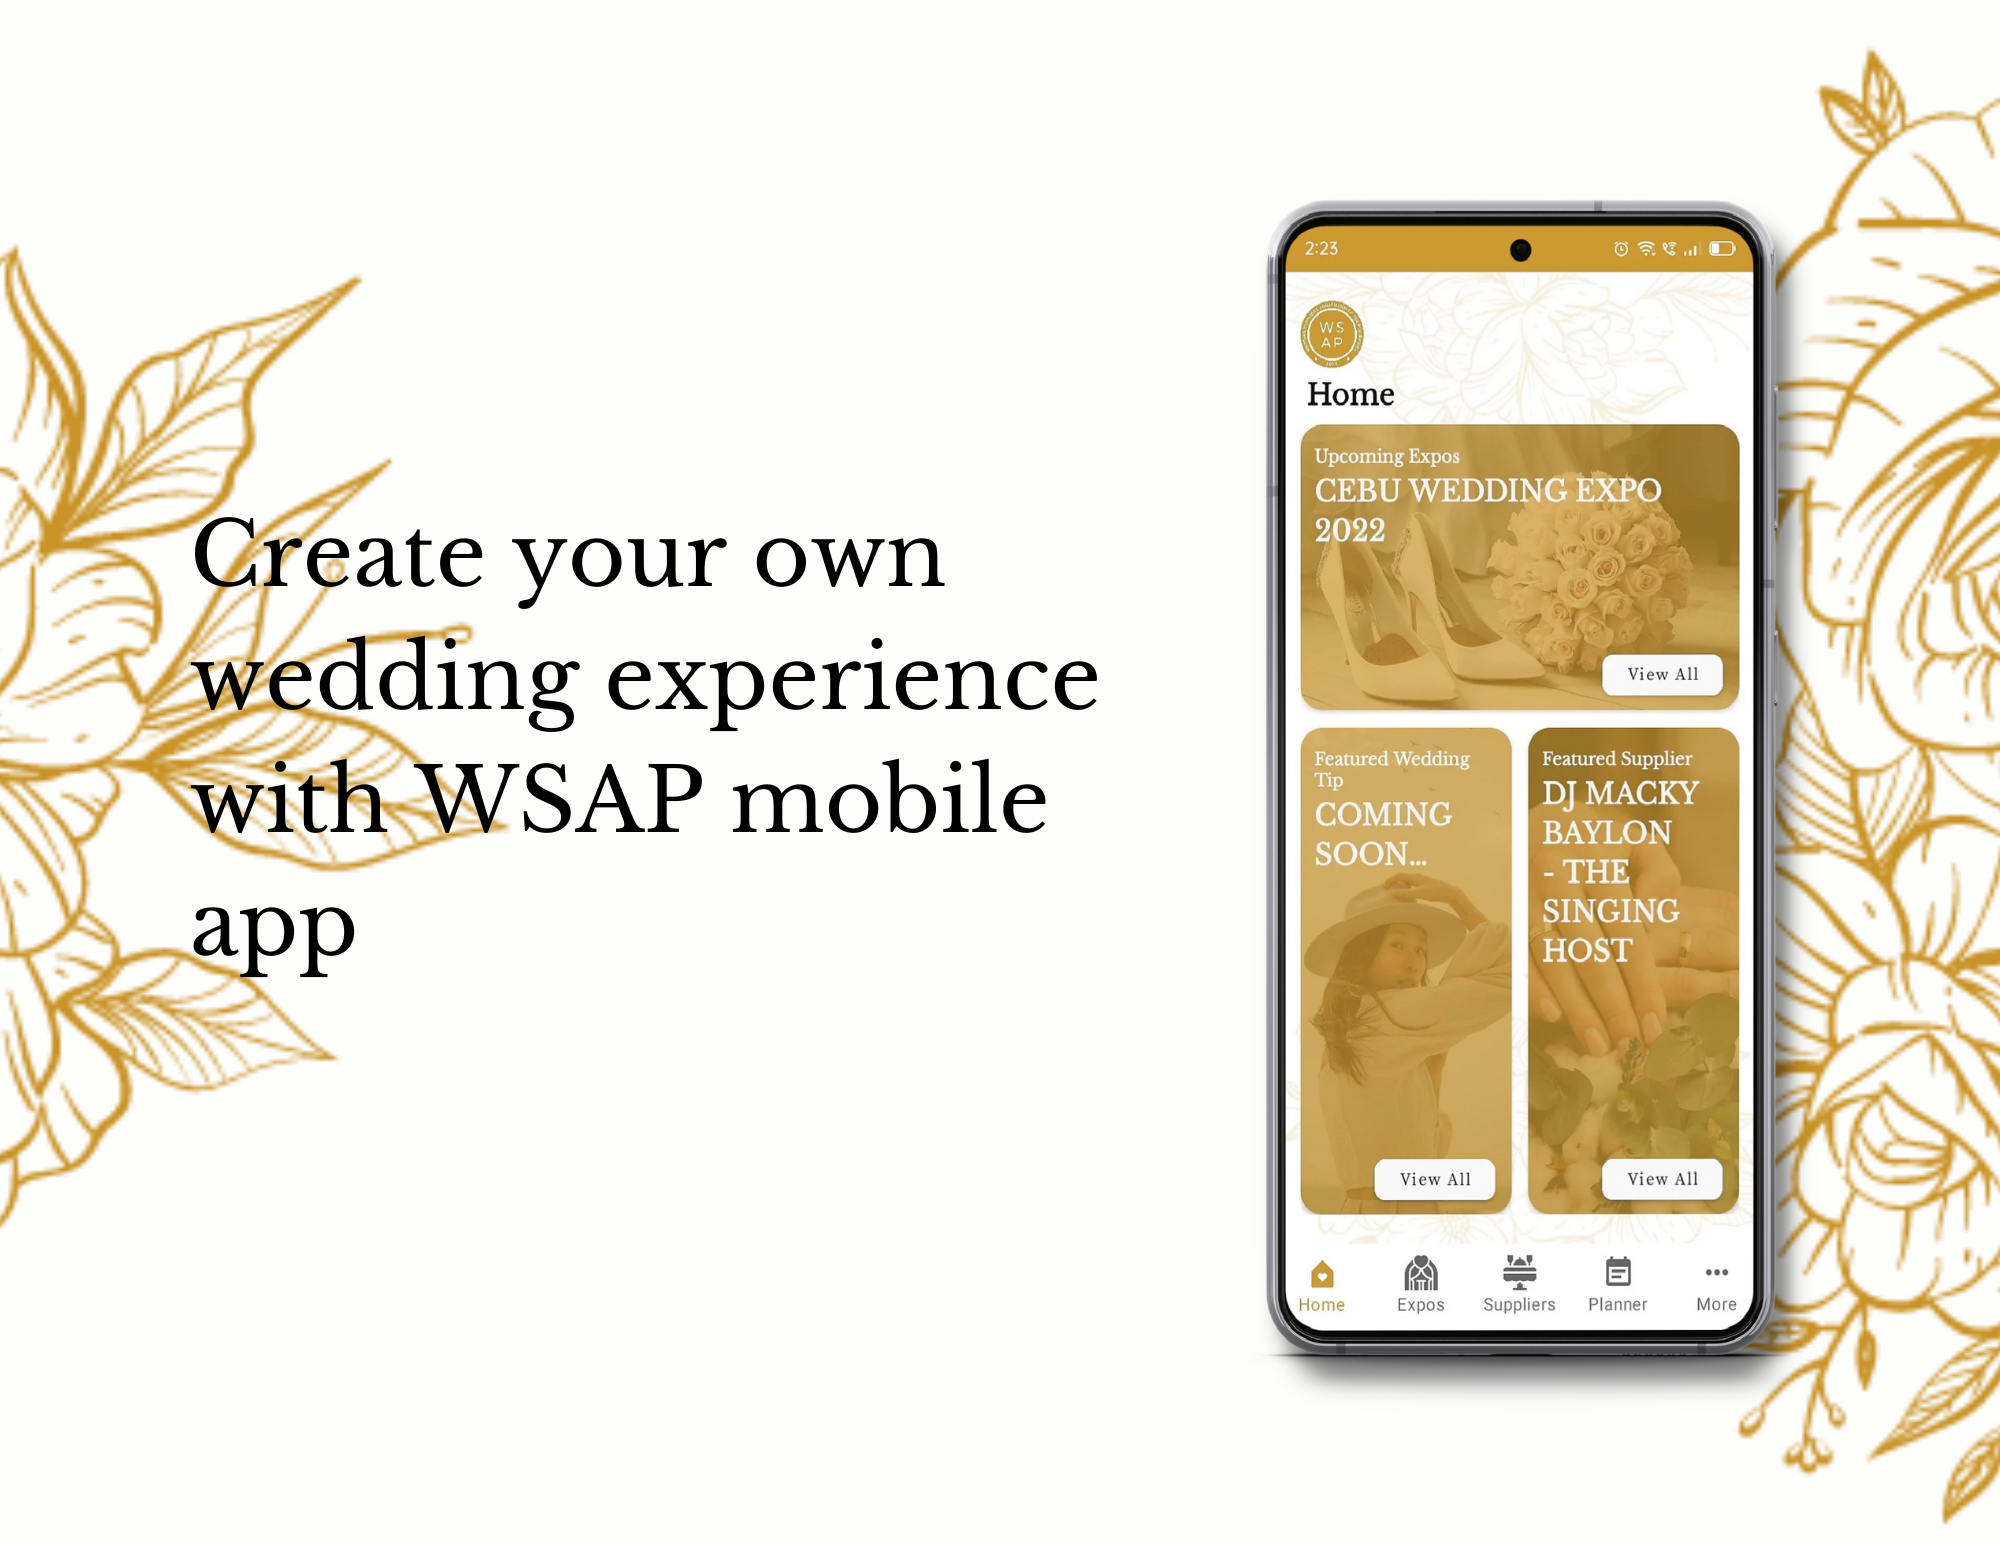 Create your own
wedding experience
with WSAP mobile
app
2:23
WS
AP
Home
Upcoming Expos
CEBU WEDDING EXPO
2022
View All
Featured Wedding
Tip
COMING
SOON...
View All
Featured Supplier
DJ MACKY
BAYLON
- THE
SINGING
HOST
View All
Home
Expos
Suppliers
Planner
More